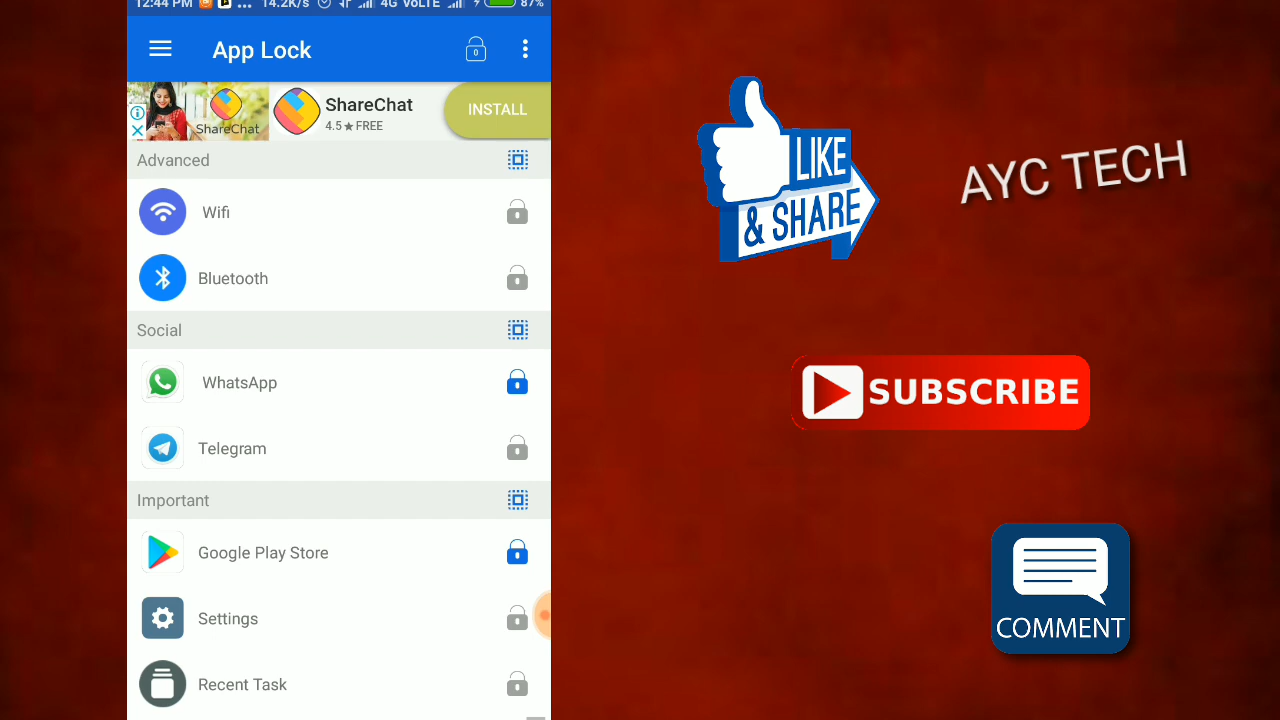 12:44 PM ... 14.2K/s 4G VoLTE 87%
App Lock
ShareChat
ShareChat
4.5★FREE
INSTALL
Advanced
Wifi
Bluetooth
Social
WhatsApp
Telegram
Important
Google Play Store
Settings
Recent Task
LIKE
& SHARE
AYC TECH
SUBSCRIBE
COMMENT